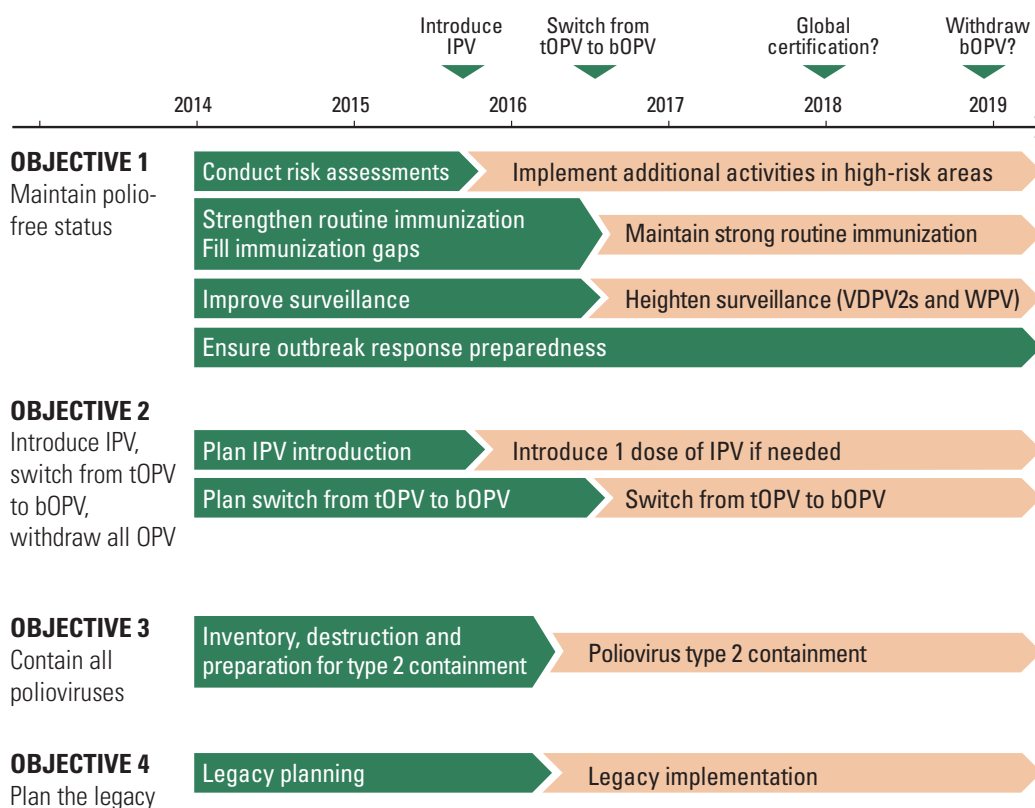 Introduce
IPV
Switch from
tOPV to bOPV
Global
certification?
Withdraw
bOPV?
2014
2015
2016
2017
2018
2019
OBJECTIVE 1
Maintain polio-
free status
Conduct risk assessments
Implement additional activities in high-risk areas
Strengthen routine immunization
Fill immunization gaps
Maintain strong routine immunization
Improve surveillance
Heighten surveillance (VDPV2s and WPV)
Ensure outbreak response preparedness
OBJECTIVE 2
Introduce IPV,
switch from tOPV
to bOPV,
withdraw all OPV
Plan IPV introduction
Introduce 1 dose of IPV if needed
Plan switch from tOPV to bOPV
Switch from tOPV to bOPV
OBJECTIVE 3
Contain all
polioviruses
Inventory, destruction and
preparation for type 2 containment
Poliovirus type 2 containment
OBJECTIVE 4
Plan the legacy
Legacy planning
Legacy implementation